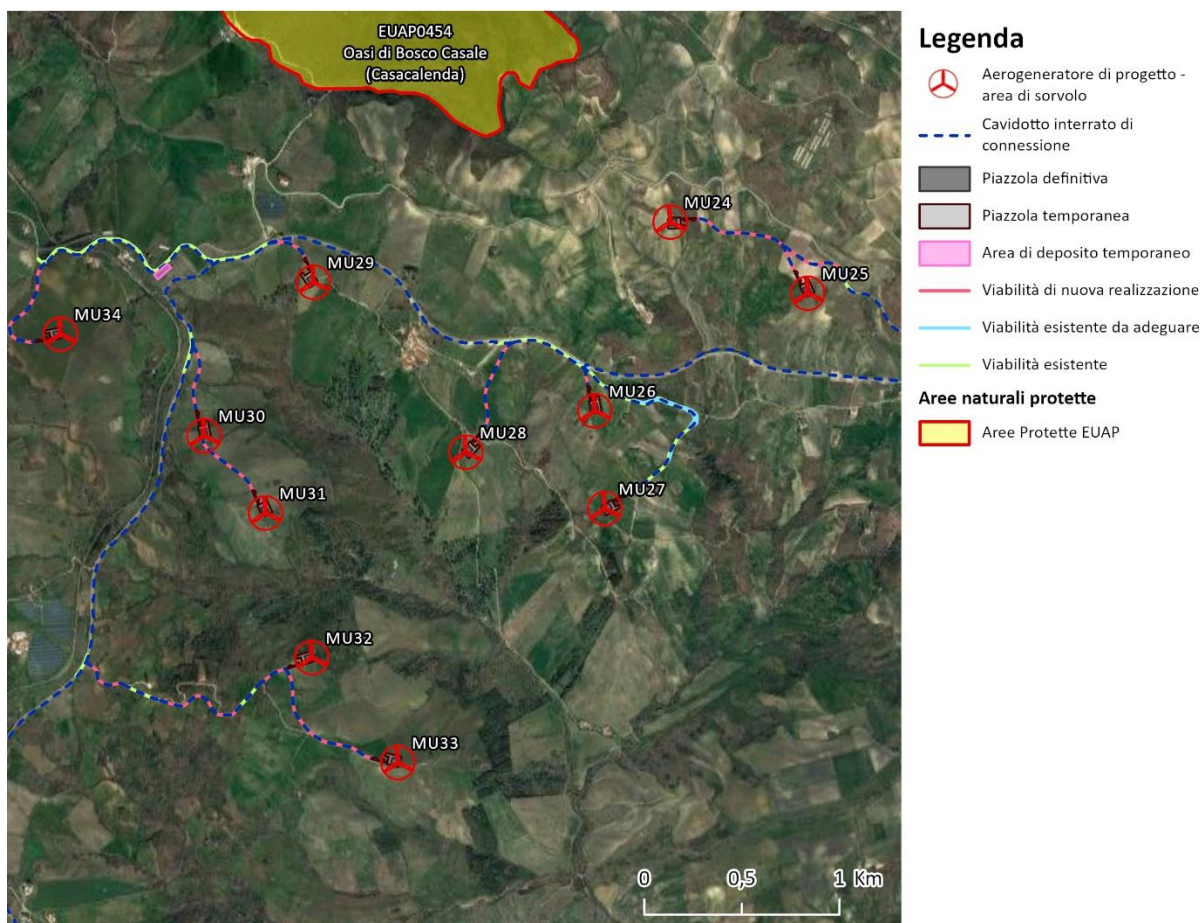 EUAP0454
Oasi di Bosco Casale
(Casacalenda)
MU24
MU25
MU29
MU34
MU26
MU30
MU28
MU31
MU27
MU32
MU33
0 0,5 1 Km
Legenda
Aerogeneratore di progetto -
area di sorvolo
Cavidotto interrato di
connessione
Piazzola definitiva
Piazzola temporanea
Area di deposito temporaneo
Viabilità di nuova realizzazione
Viabilità esistente da adeguare
Viabilità esistente
Aree naturali protette
Aree Protette EUAP